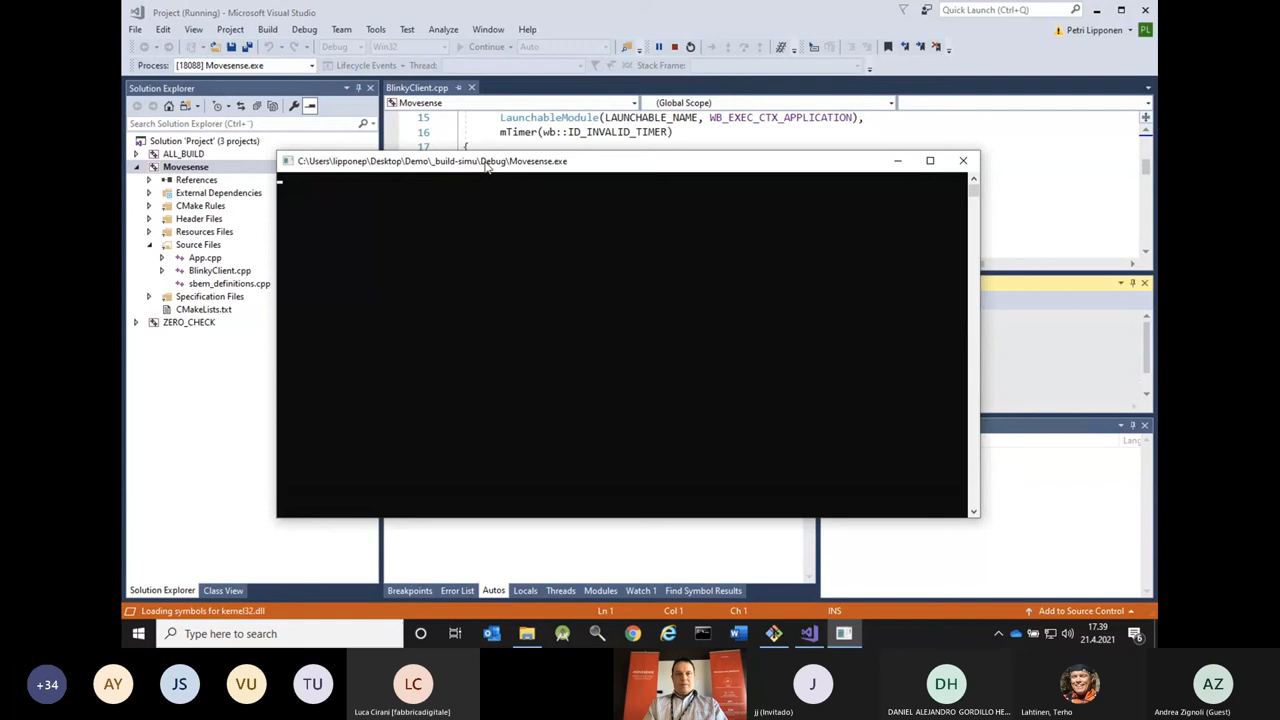 Project (Running) - Microsoft Visual Studio
Quick Launch (Ctrl+Q)
File Edit View Project Build Debug Team Tools Test Analyze Window Help
Petri Lipponen PL
Debug Win32 Continue Auto
Process: [18088] Movesense.exe Lifecycle Events Thread: Stack Frame:
Solution Explorer
BlinkyClient.cpp
Movesense
(Global Scope)
Search Solution Explorer (Ctrl+¨)
15 LaunchableModule(LAUNCHABLE_NAME, WB_EXEC_CTX_APPLICATION),
16 mTimer(wb::ID_INVALID_TIMER)
17 {
Solution 'Project' (3 projects)
ALL_BUILD
Movesense
References
External Dependencies
CMake Rules
Header Files
Resources Files
Source Files
App.cpp
BlinkyClient.cpp
sbem_definitions.cpp
Specification Files
CMakeLists.txt
ZERO_CHECK
C:\Users\lipponep\Desktop\Demo\_build-simu\Debug\Movesense.exe
Lang
Solution Explorer Class View
Breakpoints Error List Autos Locals Threads Modules Watch 1 Find Symbol Results
Loading symbols for kernel32.dll
Ln 1 Col 1 Ch 1 INS
Add to Source Control
Type here to search
17.39
21.4.2021
6
+34
AY
JS
VU
TU
LC
Luca Cirani [fabbricadigitale]
J
jj (Invitado)
DH
DANIEL ALEJANDRO GORDILLO HE...
Lahtinen, Terho
AZ
Andrea Zignoli (Guest)